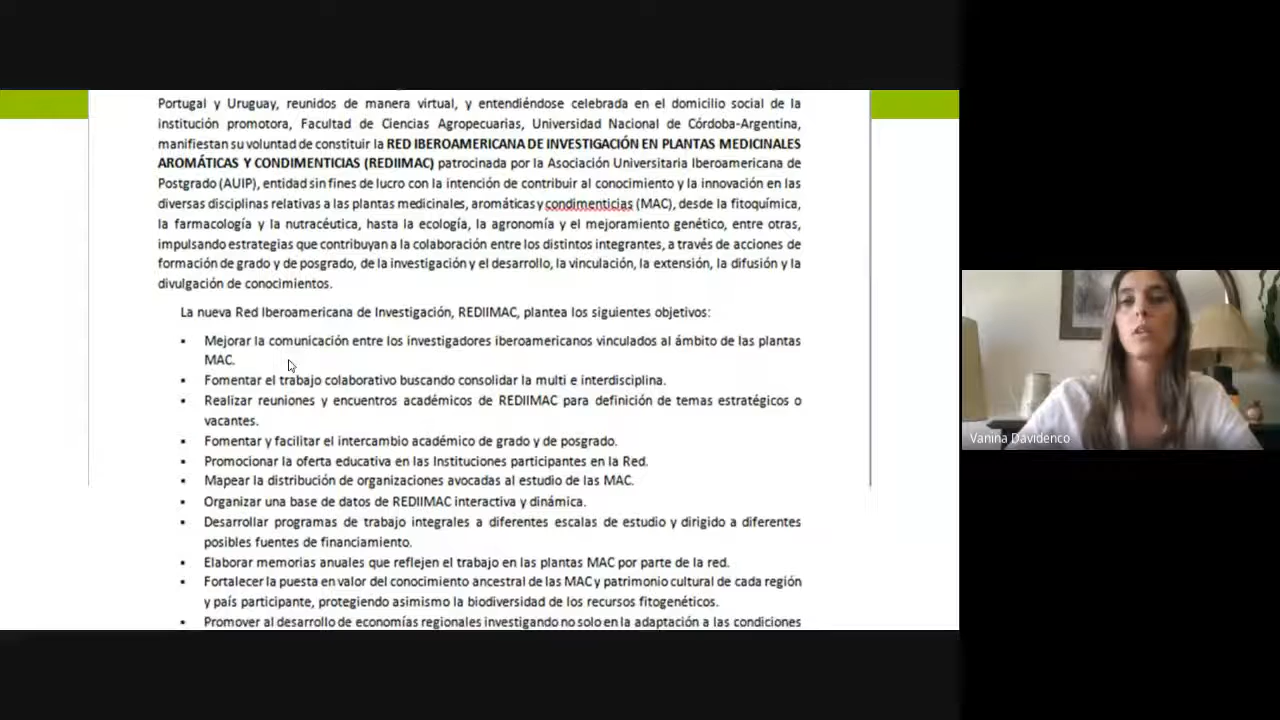 Portugal y Uruguay, reunidos de manera virtual, y entendiéndose celebrada en el domicilio social de la
institución promotora, Facultad de Ciencias Agropecuarias, Universidad Nacional de Córdoba-Argentina,
manifiestan su voluntad de constituir la RED IBEROAMERICANA DE INVESTIGACIÓN EN PLANTAS MEDICINALES
AROMÁTICAS Y CONDIMENTICIAS (REDIIMAC) patrocinada por la Asociación Universitaria Iberoamericana de
Postgrado (AUIP), entidad sin fines de lucro con la intención de contribuir al conocimiento y la innovación en las
diversas disciplinas relativas a las plantas medicinales, aromáticas y condimenticias (MAC), desde la fitoquímica,
la farmacología y la nutracéutica, hasta la ecología, la agronomía y el mejoramiento genético, entre otras,
impulsando estrategias que contribuyan a la colaboración entre los distintos integrantes, a través de acciones de
formación de grado y de posgrado, de la investigación y el desarrollo, la vinculación, la extensión, la difusión y la
divulgación de conocimientos.
La nueva Red Iberoamericana de Investigación, REDIIMAC, plantea los siguientes objetivos:
▪ Mejorar la comunicación entre los investigadores iberoamericanos vinculados al ámbito de las plantas
MAC.
▪ Fomentar el trabajo colaborativo buscando consolidar la multi e interdisciplina.
▪ Realizar reuniones y encuentros académicos de REDIIMAC para definición de temas estratégicos o
vacantes.
▪ Fomentar y facilitar el intercambio académico de grado y de posgrado.
▪ Promocionar la oferta educativa en las Instituciones participantes en la Red.
▪ Mapear la distribución de organizaciones avocadas al estudio de las MAC.
▪ Organizar una base de datos de REDIIMAC interactiva y dinámica.
▪ Desarrollar programas de trabajo integrales a diferentes escalas de estudio y dirigido a diferentes
posibles fuentes de financiamiento.
▪ Elaborar memorias anuales que reflejen el trabajo en las plantas MAC por parte de la red.
▪ Fortalecer la puesta en valor del conocimiento ancestral de las MAC y patrimonio cultural de cada región
y país participante, protegiendo asimismo la biodiversidad de los recursos fitogenéticos.
▪ Promover al desarrollo de economías regionales investigando no solo en la adaptación a las condiciones
Vanina Davidenco